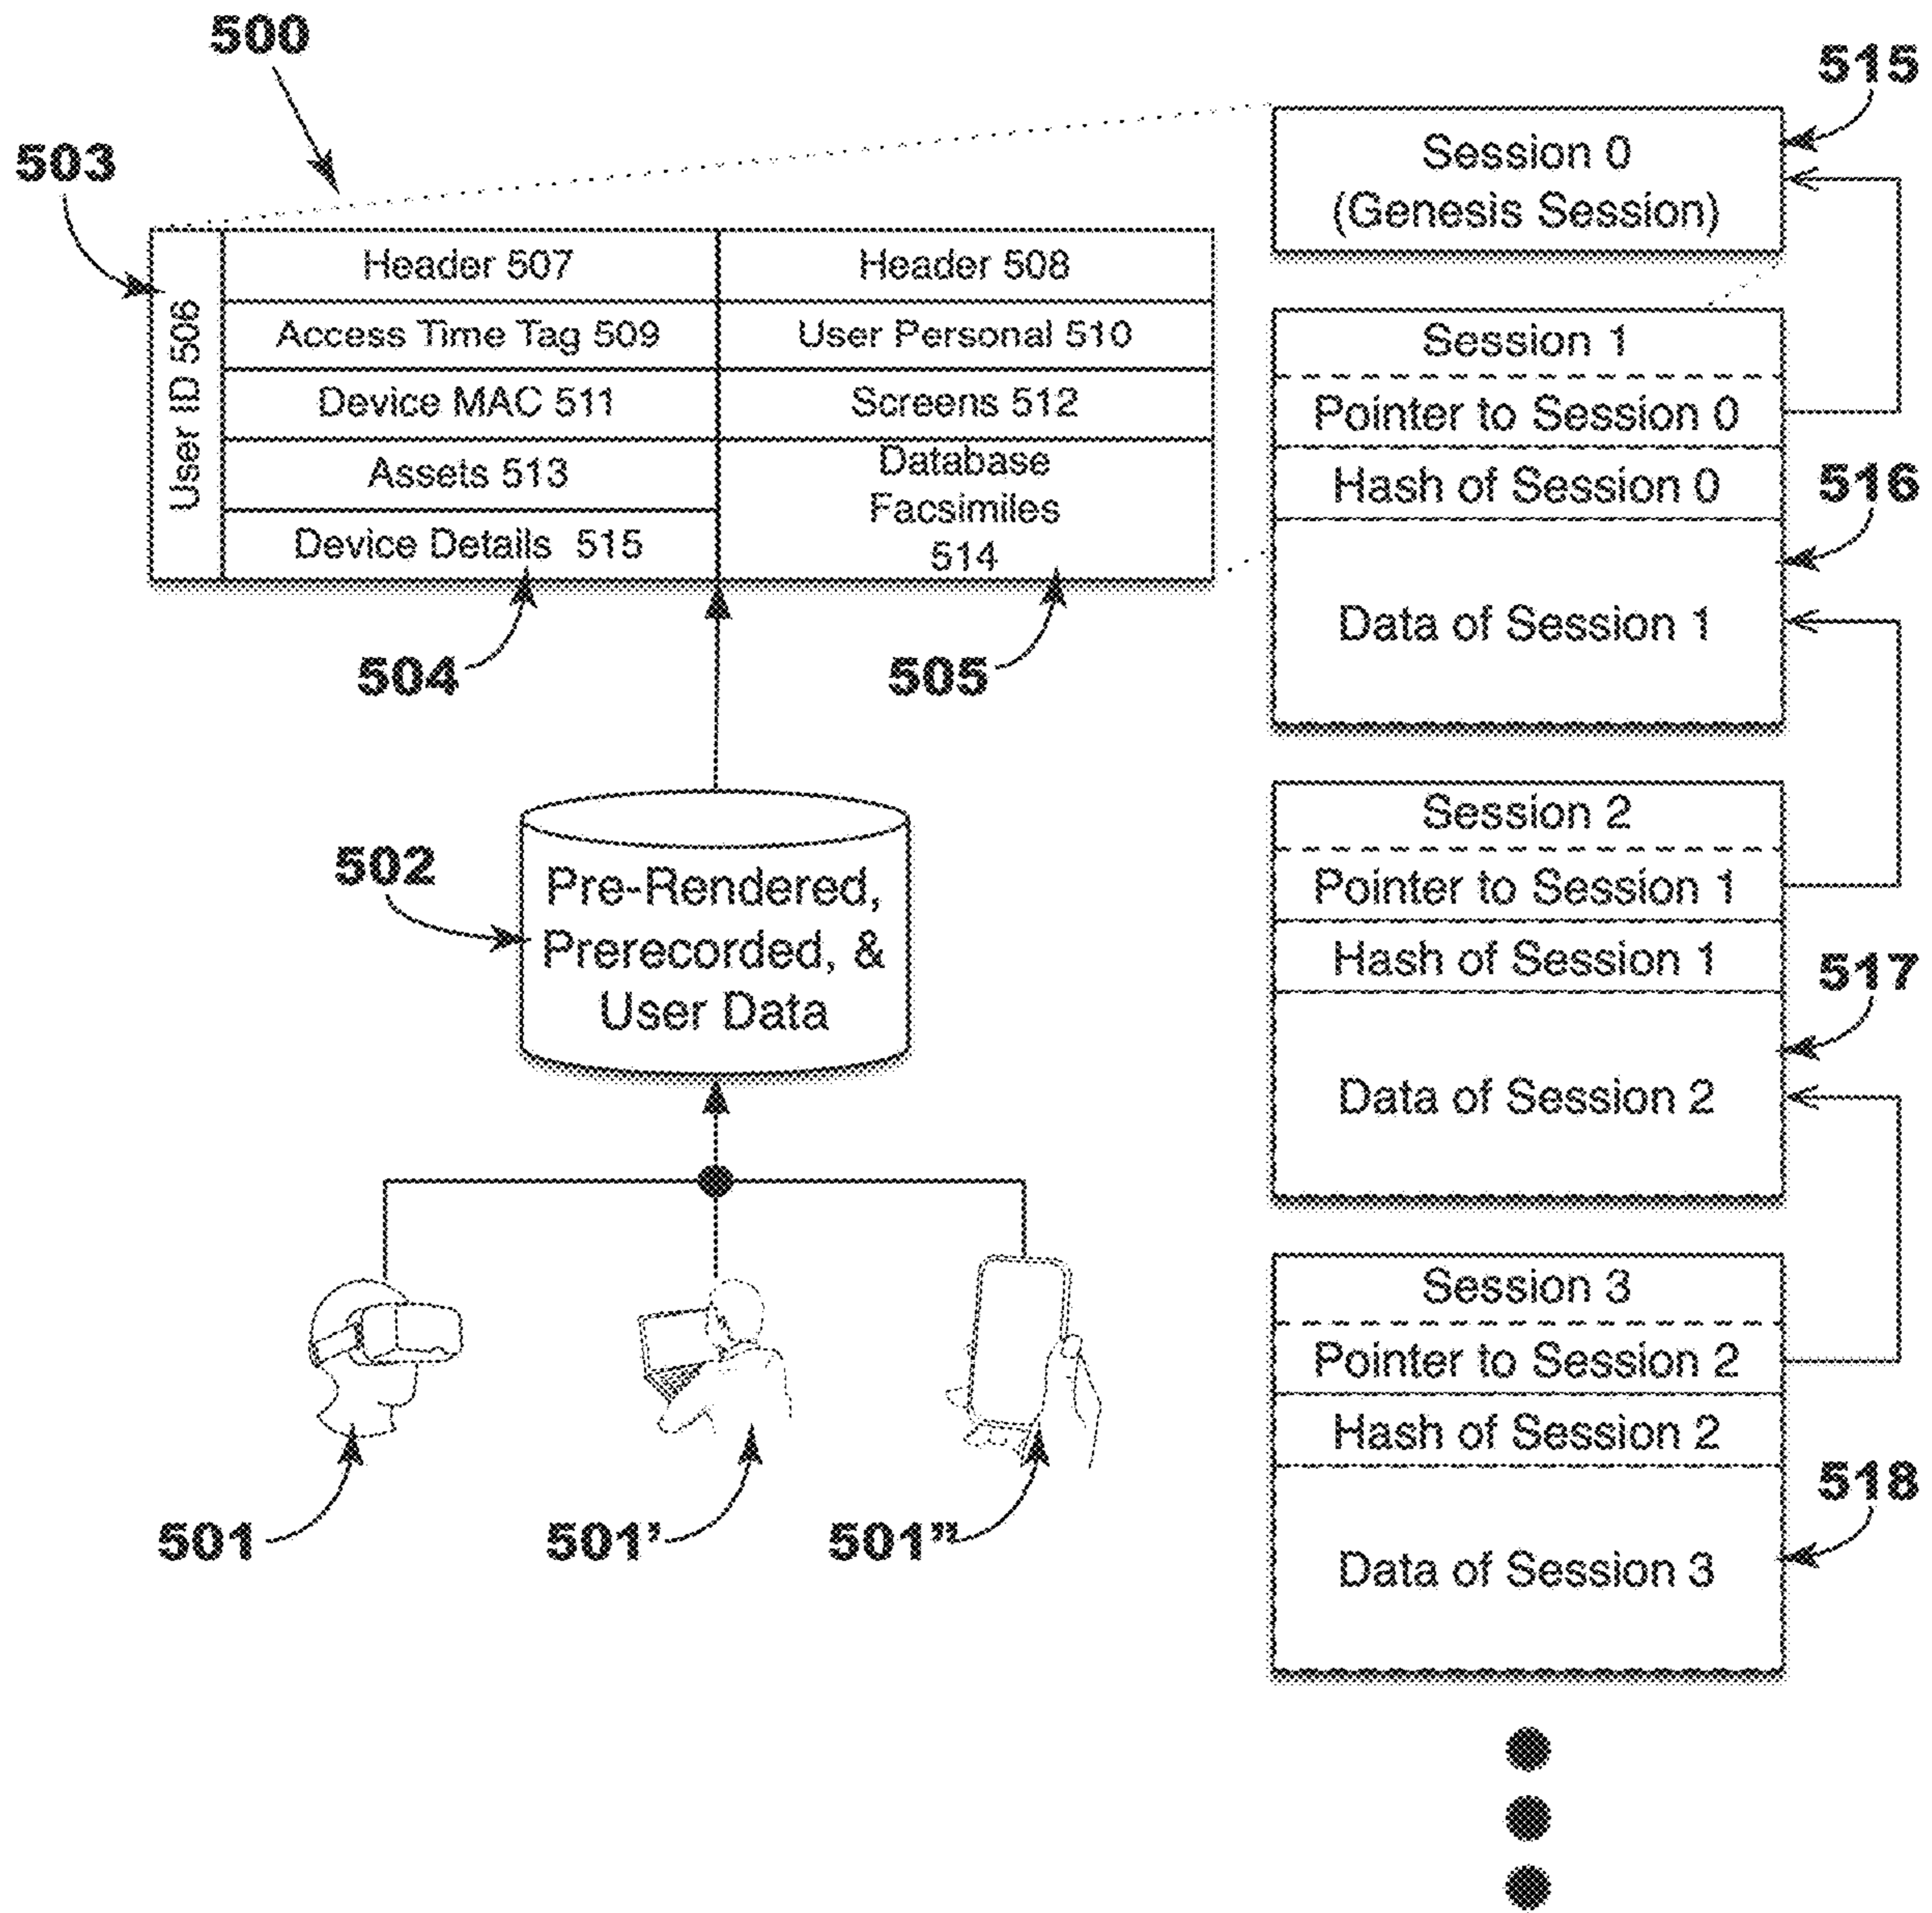 500
515
503
Session 0
(Genesis Session)
User ID 506
Header 507
Header 508
Access Time Tag 509
User Personal 510
Device MAC 511
Screens 512
Assets 513
Database
Facsimiles
514
Device Details 515
504
505
Session 1
Pointer to Session 0
Hash of Session 0
516
Data of Session 1
502
Pre-Rendered,
Prerecorded, &
User Data
Session 2
Pointer to Session 1
Hash of Session 1
517
Data of Session 2
501
501’
501”
Session 3
Pointer to Session 2
Hash of Session 2
518
Data of Session 3